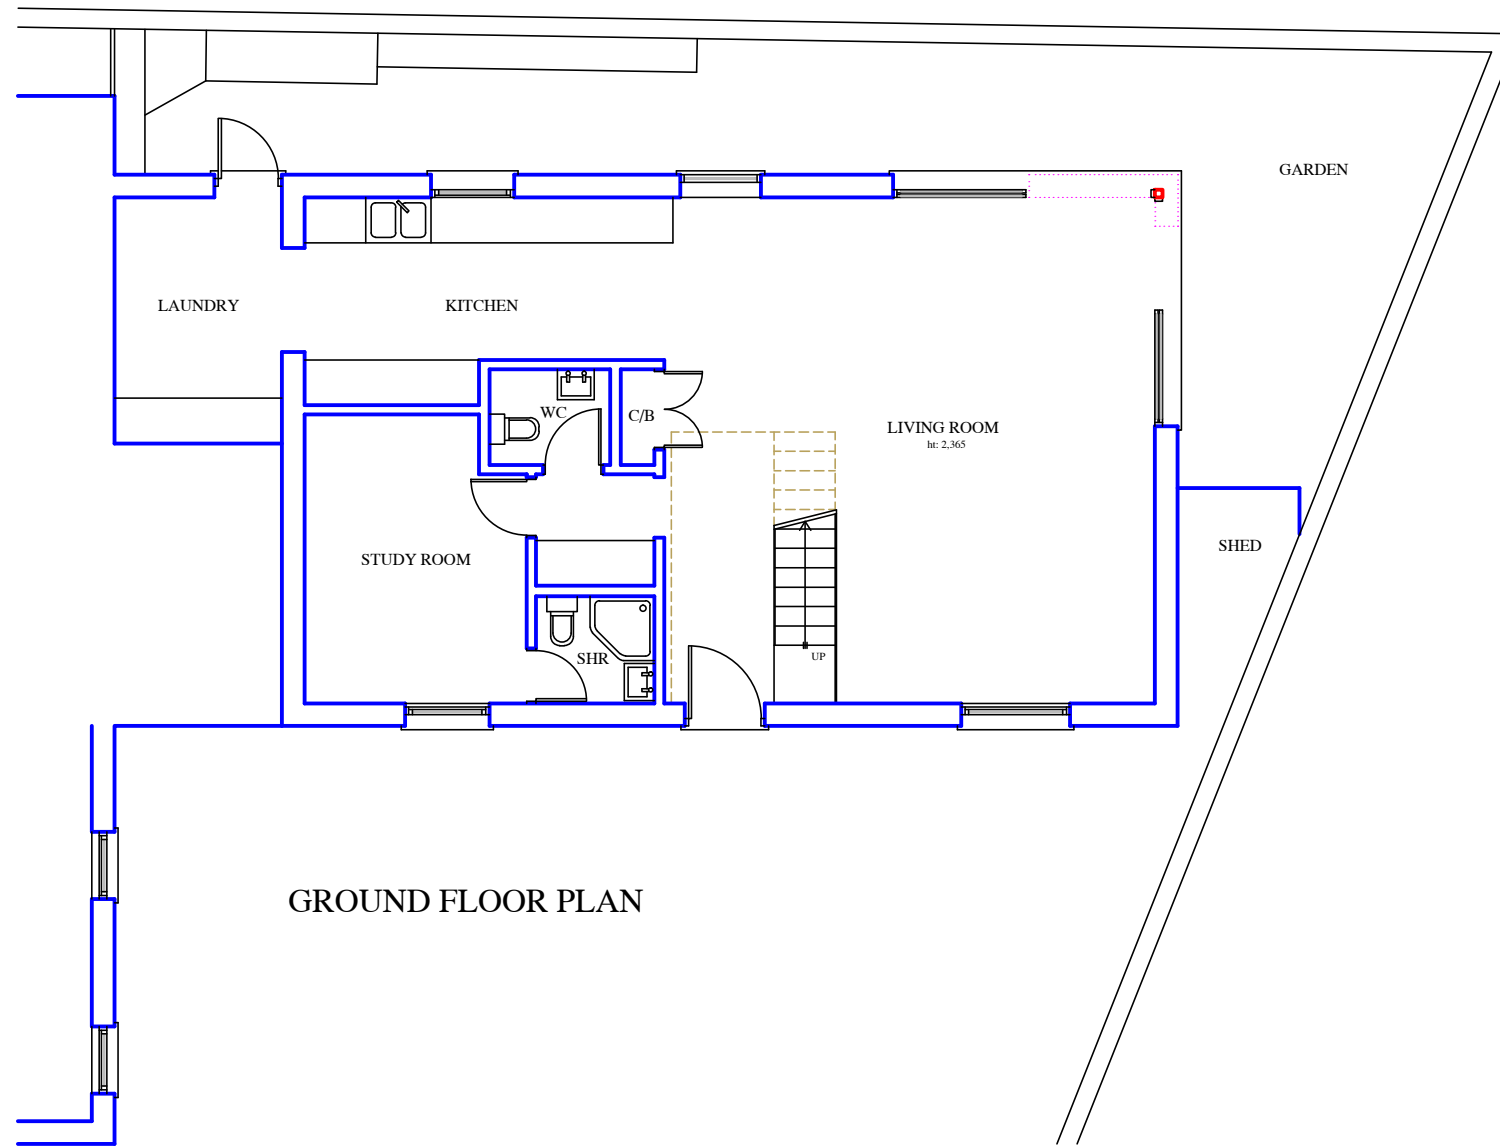 GARDEN
LAUNDRY
KITCHEN
WC
C/B
LIVING ROOM
ht: 2,365
STUDY ROOM
SHED
SHR
UP
GROUND FLOOR PLAN